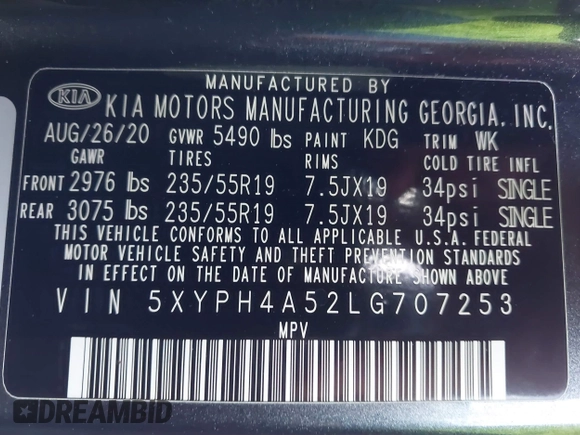 MANUFACTURED BY
KIA KIA MOTORS MANUFACTURING GEORGIA, INC.
AUG/26/20 GVWR 5490 lbs PAINT KDG TRIM WK
GAWR TIRES RIMS COLD TIRE INFL
FRONT 2976 lbs 235/55R19 7.5JX19 34psi SINGLE
REAR 3075 lbs 235/55R19 7.5JX19 34psi SINGLE
THIS VEHICLE CONFORMS TO ALL APPLICABLE U.S.A. FEDERAL
MOTOR VEHICLE SAFETY AND THEFT PREVENTION STANDARDS
IN EFFECT ON THE DATE OF MANUFACTURE SHOWN ABOVE.
VIN 5XYPH4A52LG707253
MPV
DREAMBID